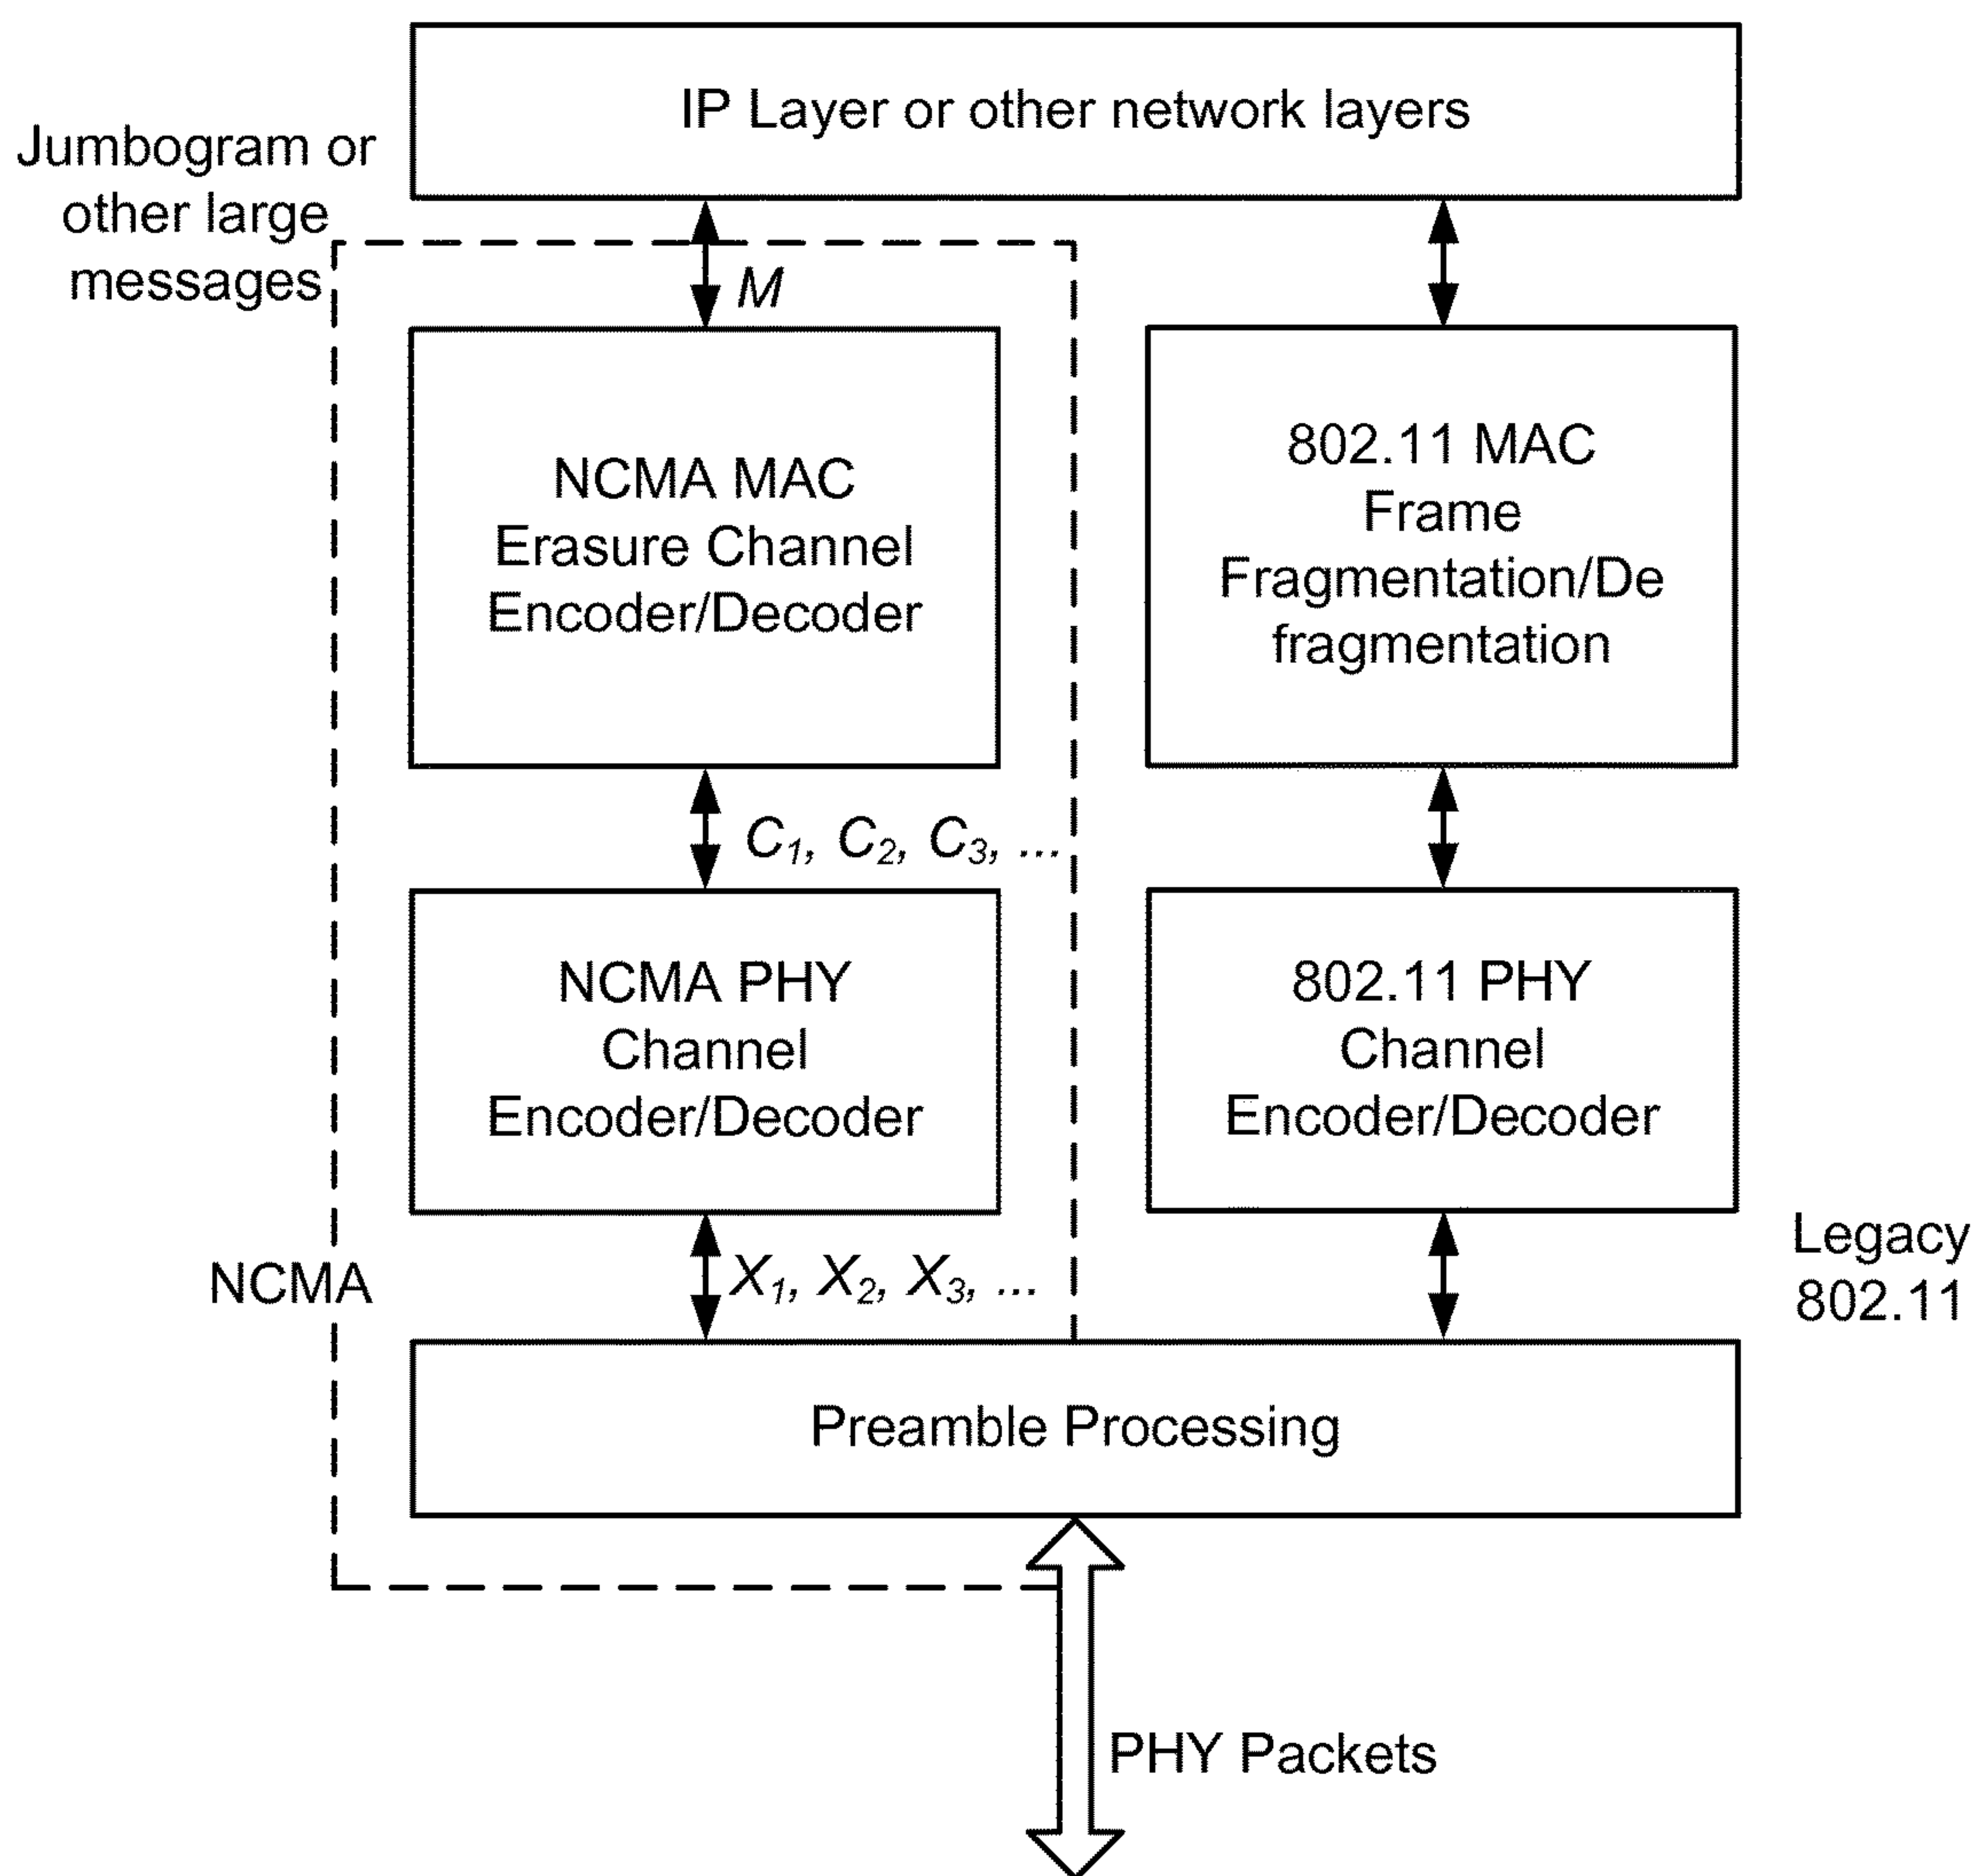 IP Layer or other network layers
Jumbogram or
other large
messages
M
NCMA MAC
Erasure Channel
Encoder/Decoder
802.11 MAC
Frame
Fragmentation/De
fragmentation
C1, C2, C3, ...
NCMA PHY
Channel
Encoder/Decoder
802.11 PHY
Channel
Encoder/Decoder
NCMA
X1, X2, X3, ...
Legacy
802.11
Preamble Processing
PHY Packets